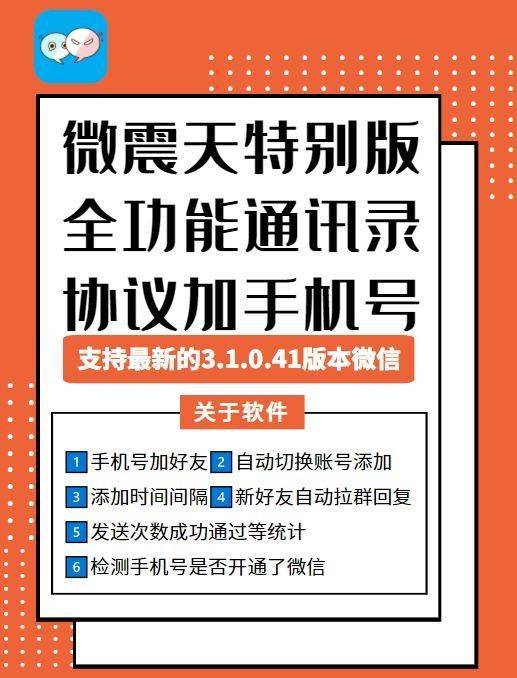 微震天特别版
全功能通讯录
协议加手机号
支持最新的3.1.0.41版本微信
关于软件
1 手机号加好友 2 自动切换账号添加
3 添加时间间隔 4 新好友自动拉群回复
5 发送次数成功通过等统计
6 检测手机号是否开通了微信